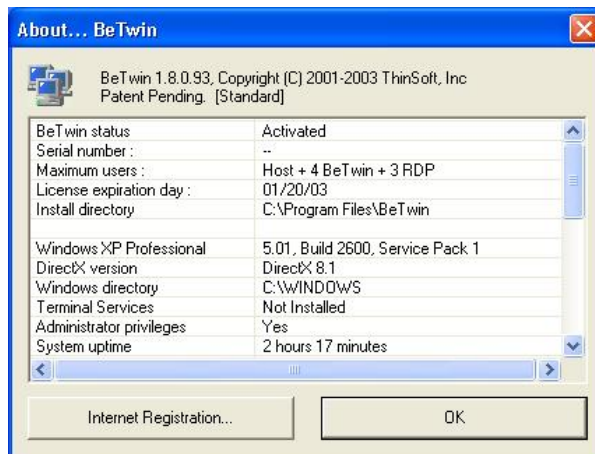 About... BeTwin
BeTwin 1.8.0.93, Copyright (C) 2001-2003 ThinSoft, Inc
Patent Pending.  [Standard]
BeTwin status Activated
Serial number : --
Maximum users : Host + 4 BeTwin + 3 RDP
License expiration day : 01/20/03
Install directory C:\Program Files\BeTwin
Windows XP Professional 5.01, Build 2600, Service Pack 1
DirectX version DirectX 8.1
Windows directory C:\WINDOWS
Terminal Services Not Installed
Administrator privileges Yes
System uptime 2 hours 17 minutes
Internet Registration... OK